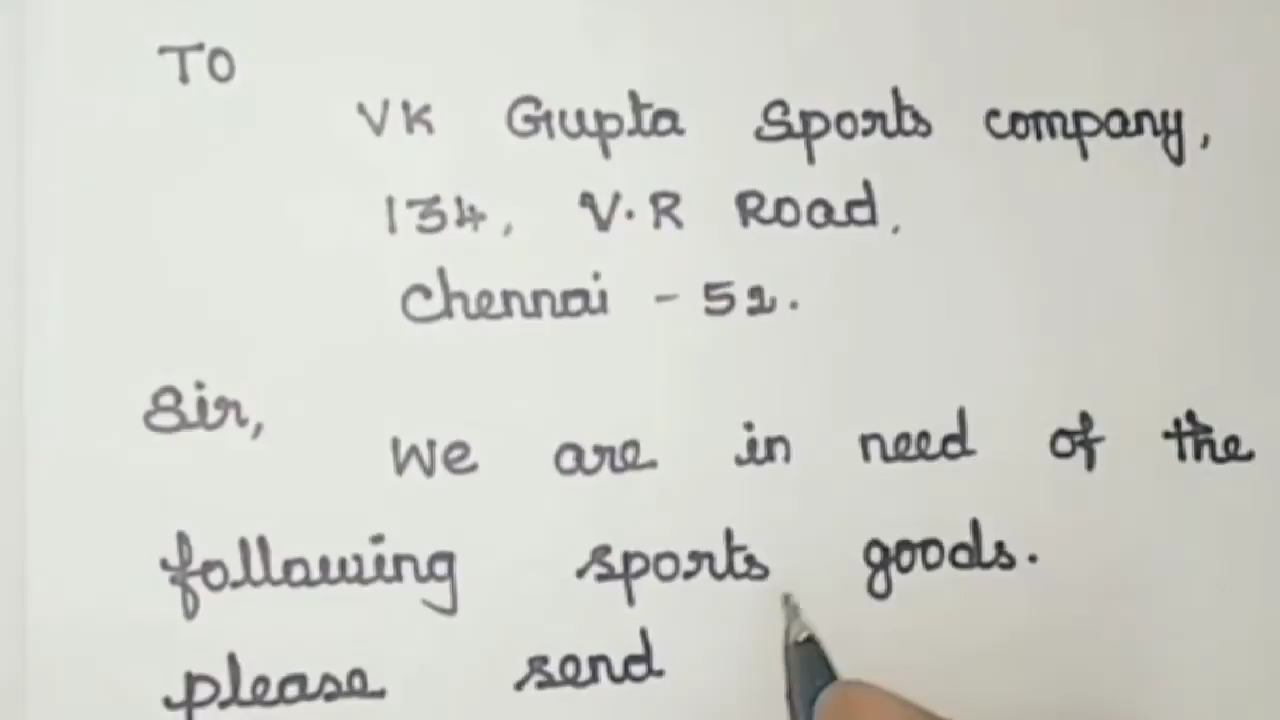 TO
VK Gupta Sports company,
134, V.R Road,
Chennai - 52.
Sir,
We are in need of the
following sports goods.
please send